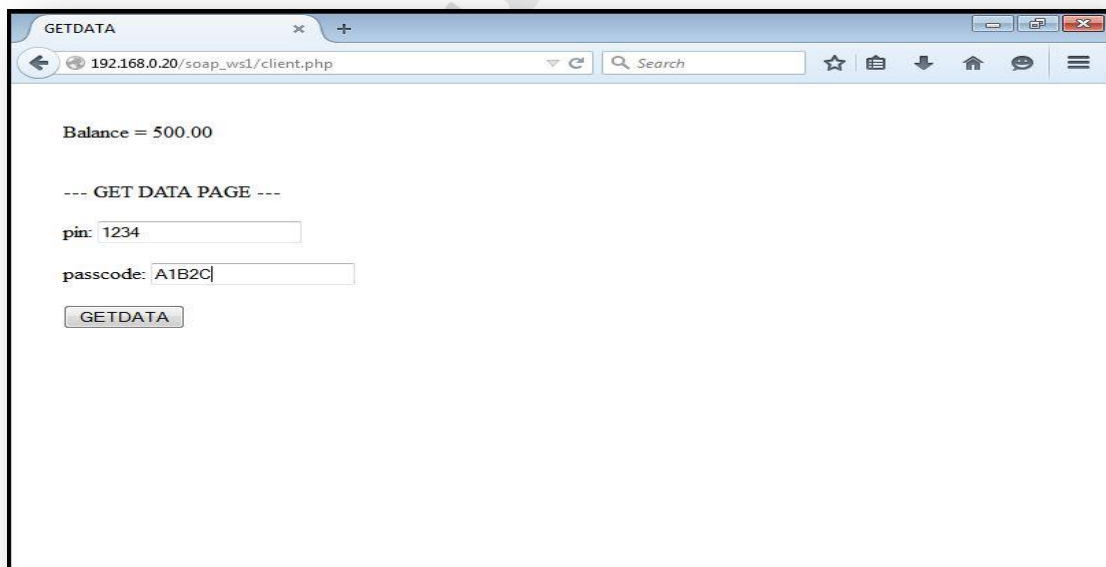 GETDATA
192.168.0.20/soap_ws1/client.php
Search
Balance = 500.00
--- GET DATA PAGE ---
pin: 1234
passcode: A1B2C
GETDATA